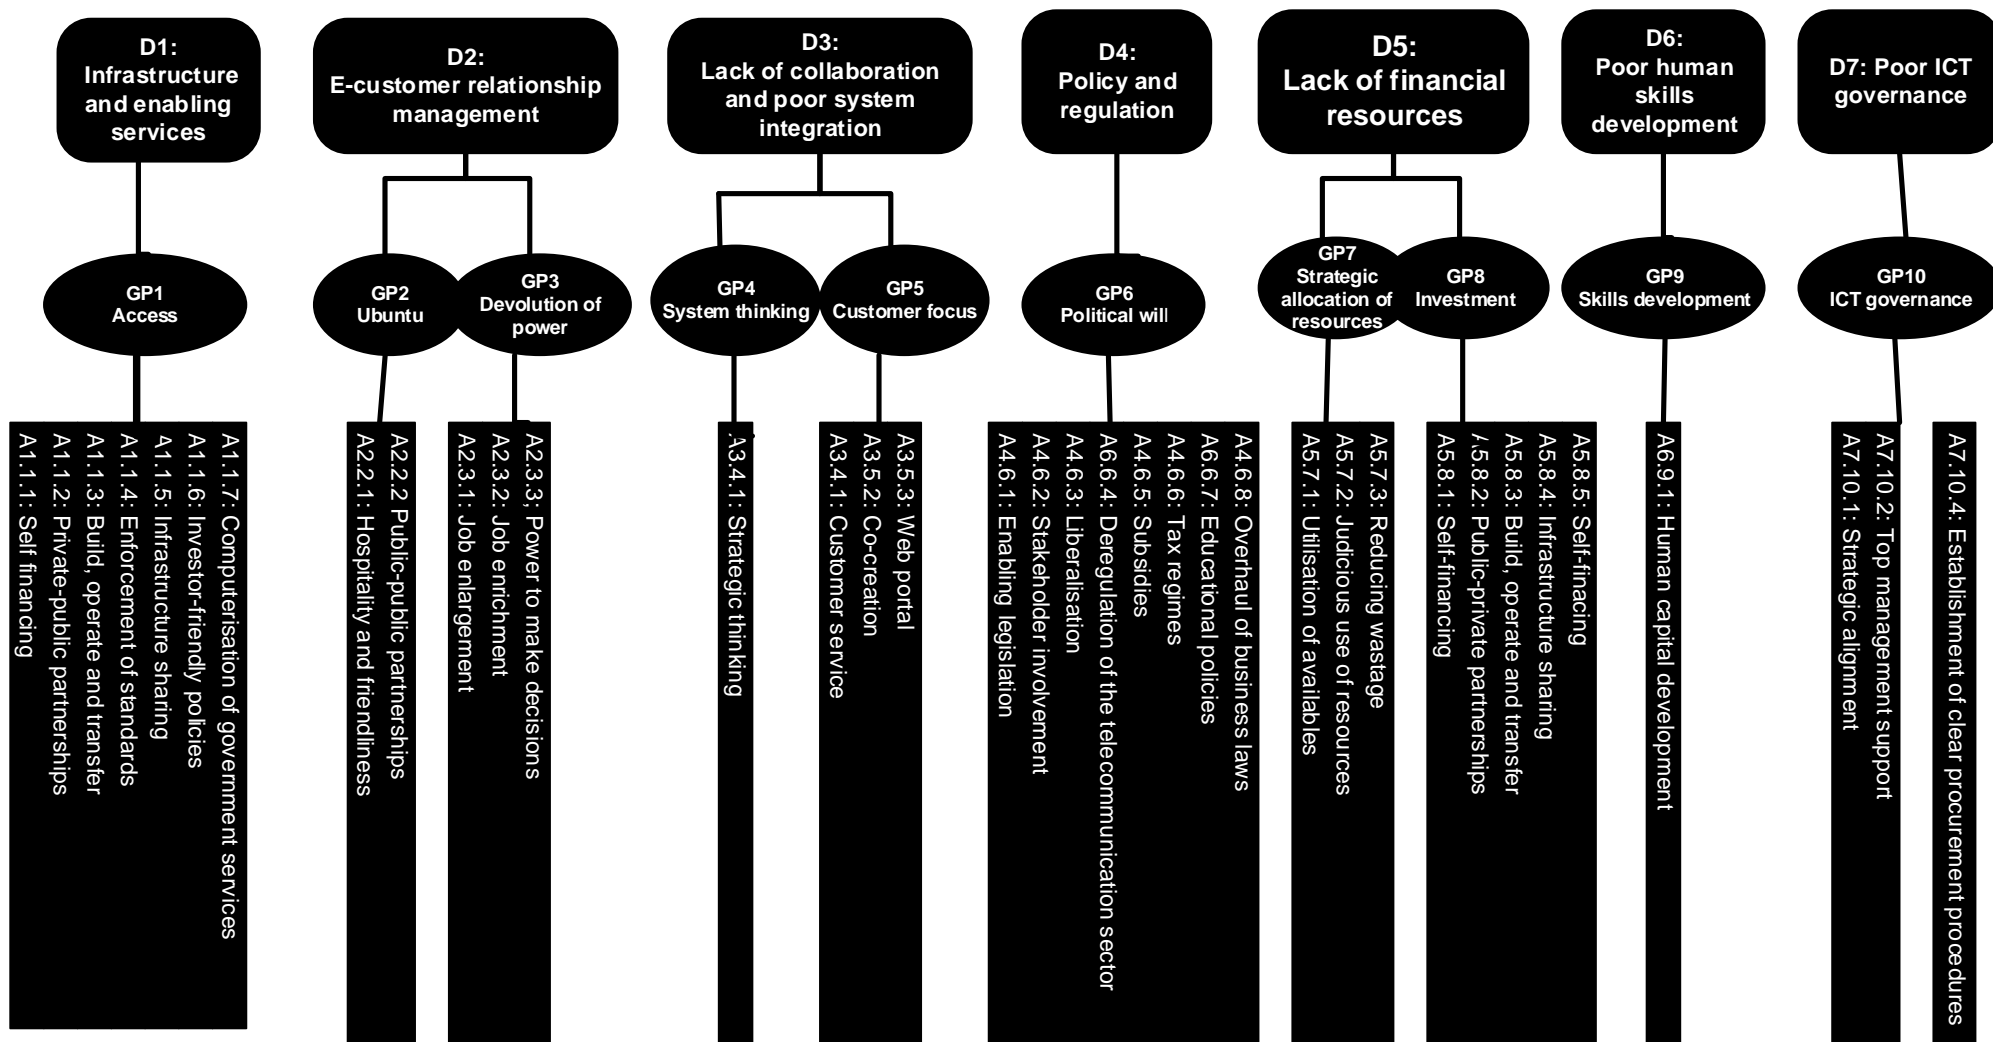 D1:
Infrastructure
and enabling
services
D2:
E-customer relationship
management
D3:
Lack of collaboration
and poor system
integration
D4:
Policy and
regulation
D5:
Lack of financial
resources
D6:
Poor human
skills
development
D7: Poor ICT
governance
GP1
Access
GP2
Ubuntu
GP3
Devolution of
power
GP4
System thinking
GP5
Customer focus
GP6
Political will
GP7
Strategic
allocation of
resources
GP8
Investment
GP9
Skills development
GP10
ICT governance
A1.1.1: Self financing
A1.1.2: Private-public partnerships
A1.1.3: Build, operate and transfer
A1.1.4: Enforcement of standards
A1.1.5: Infrastructure sharing
A1.1.6: Investor-friendly policies
A1.1.7: Computerisation of government services
A2.2.1: Hospitality and friendliness
A2.2.2 Public-public partnerships
A2.3.1: Job enlargement
A2.3.2: Job enrichment
A2.3.3; Power to make decisions
A3.4.1: Strategic thinking
A3.4.1: Customer service
A3.5.2: Co-creation
A3.5.3: Web portal
A4.6.1: Enabling legislation
A4.6.2: Stakeholder involvement
A4.6.3: Liberalisation
A6.6.4: Deregulation of the telecommunication sector
A4.6.5: Subsidies
A4.6.6: Tax regimes
A6.6.7: Educational policies
A4.6.8: Overhaul of business laws
A5.7.1: Utilisation of availables
A5.7.2: Judicious use of resources
A5.7.3: Reducing wastage
A5.8.1: Self-financing
A5.8.2: Public-private partnerships
A5.8.3: Build, operate and transfer
A5.8.4: Infrastructure sharing
A5.8.5: Self-finacing
A6.9.1: Human capital development
A7.10.1: Strategic alignment
A7.10.2: Top management support
A7.10.4: Establishment of clear procurement procedures